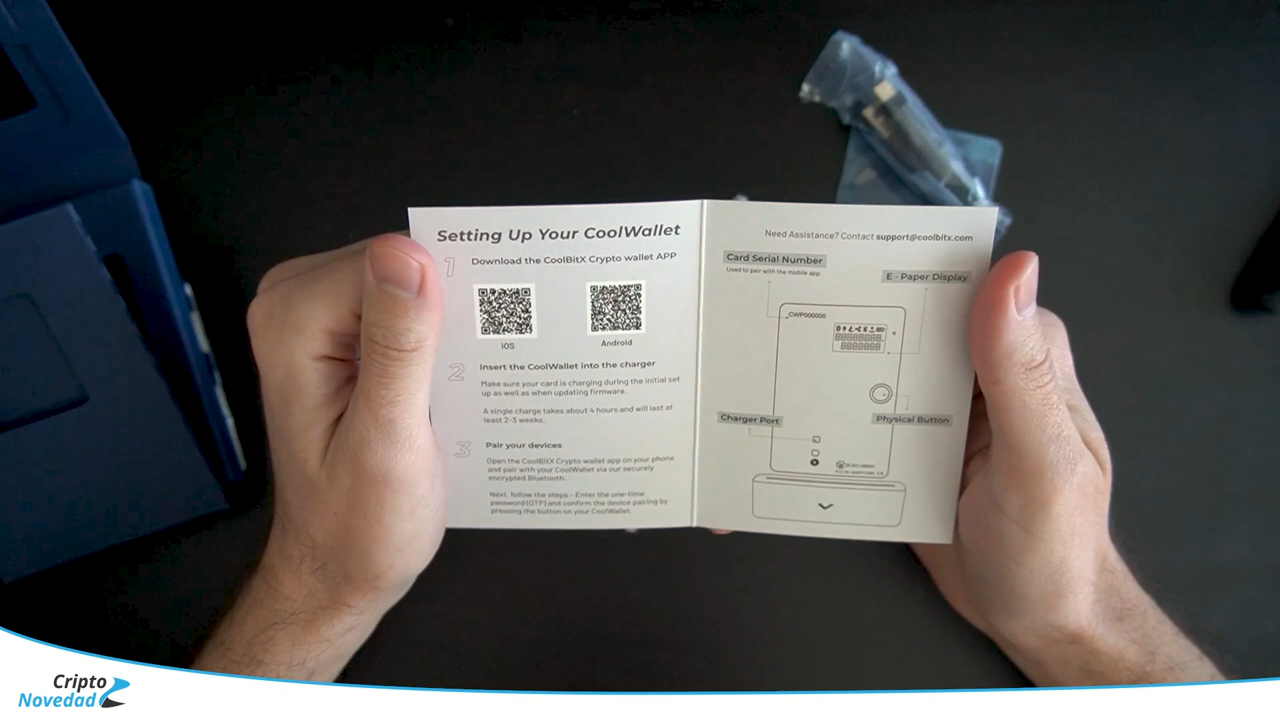 Setting Up Your CoolWallet
1
Download the CoolBitX Crypto wallet APP
iOS
Android
2
Insert the CoolWallet into the charger
Make sure your card is charging during the initial set
up as well as when updating firmware.
A single charge takes about 4 hours and will last at
least 2-3 weeks.
3
Pair your devices
Open the CoolBitX Crypto wallet app on your phone
and pair with your CoolWallet via our securely
encrypted Bluetooth.
Next, follow the steps - Enter the one-time
password (OTP) and confirm the device pairing by
pressing the button on your CoolWallet.
Need Assistance? Contact support@coolbitx.com
Card Serial Number
Used to pair with the mobile app.
E - Paper Display
CWP000000
Charger Port
Physical Button
Cripto
Novedad